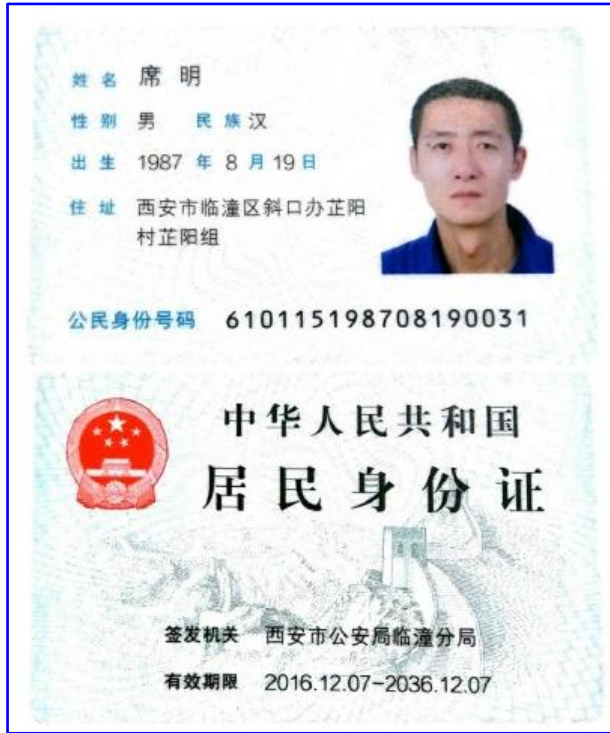 姓名 席明
性别 男 民族 汉
出生 1987 年 8 月 19 日
住址 西安市临潼区斜口办芷阳
村芷阳组
公民身份号码 610115198708190031
中华人民共和国
居民身份证
签发机关 西安市公安局临潼分局
有效期限 2016.12.07-2036.12.07